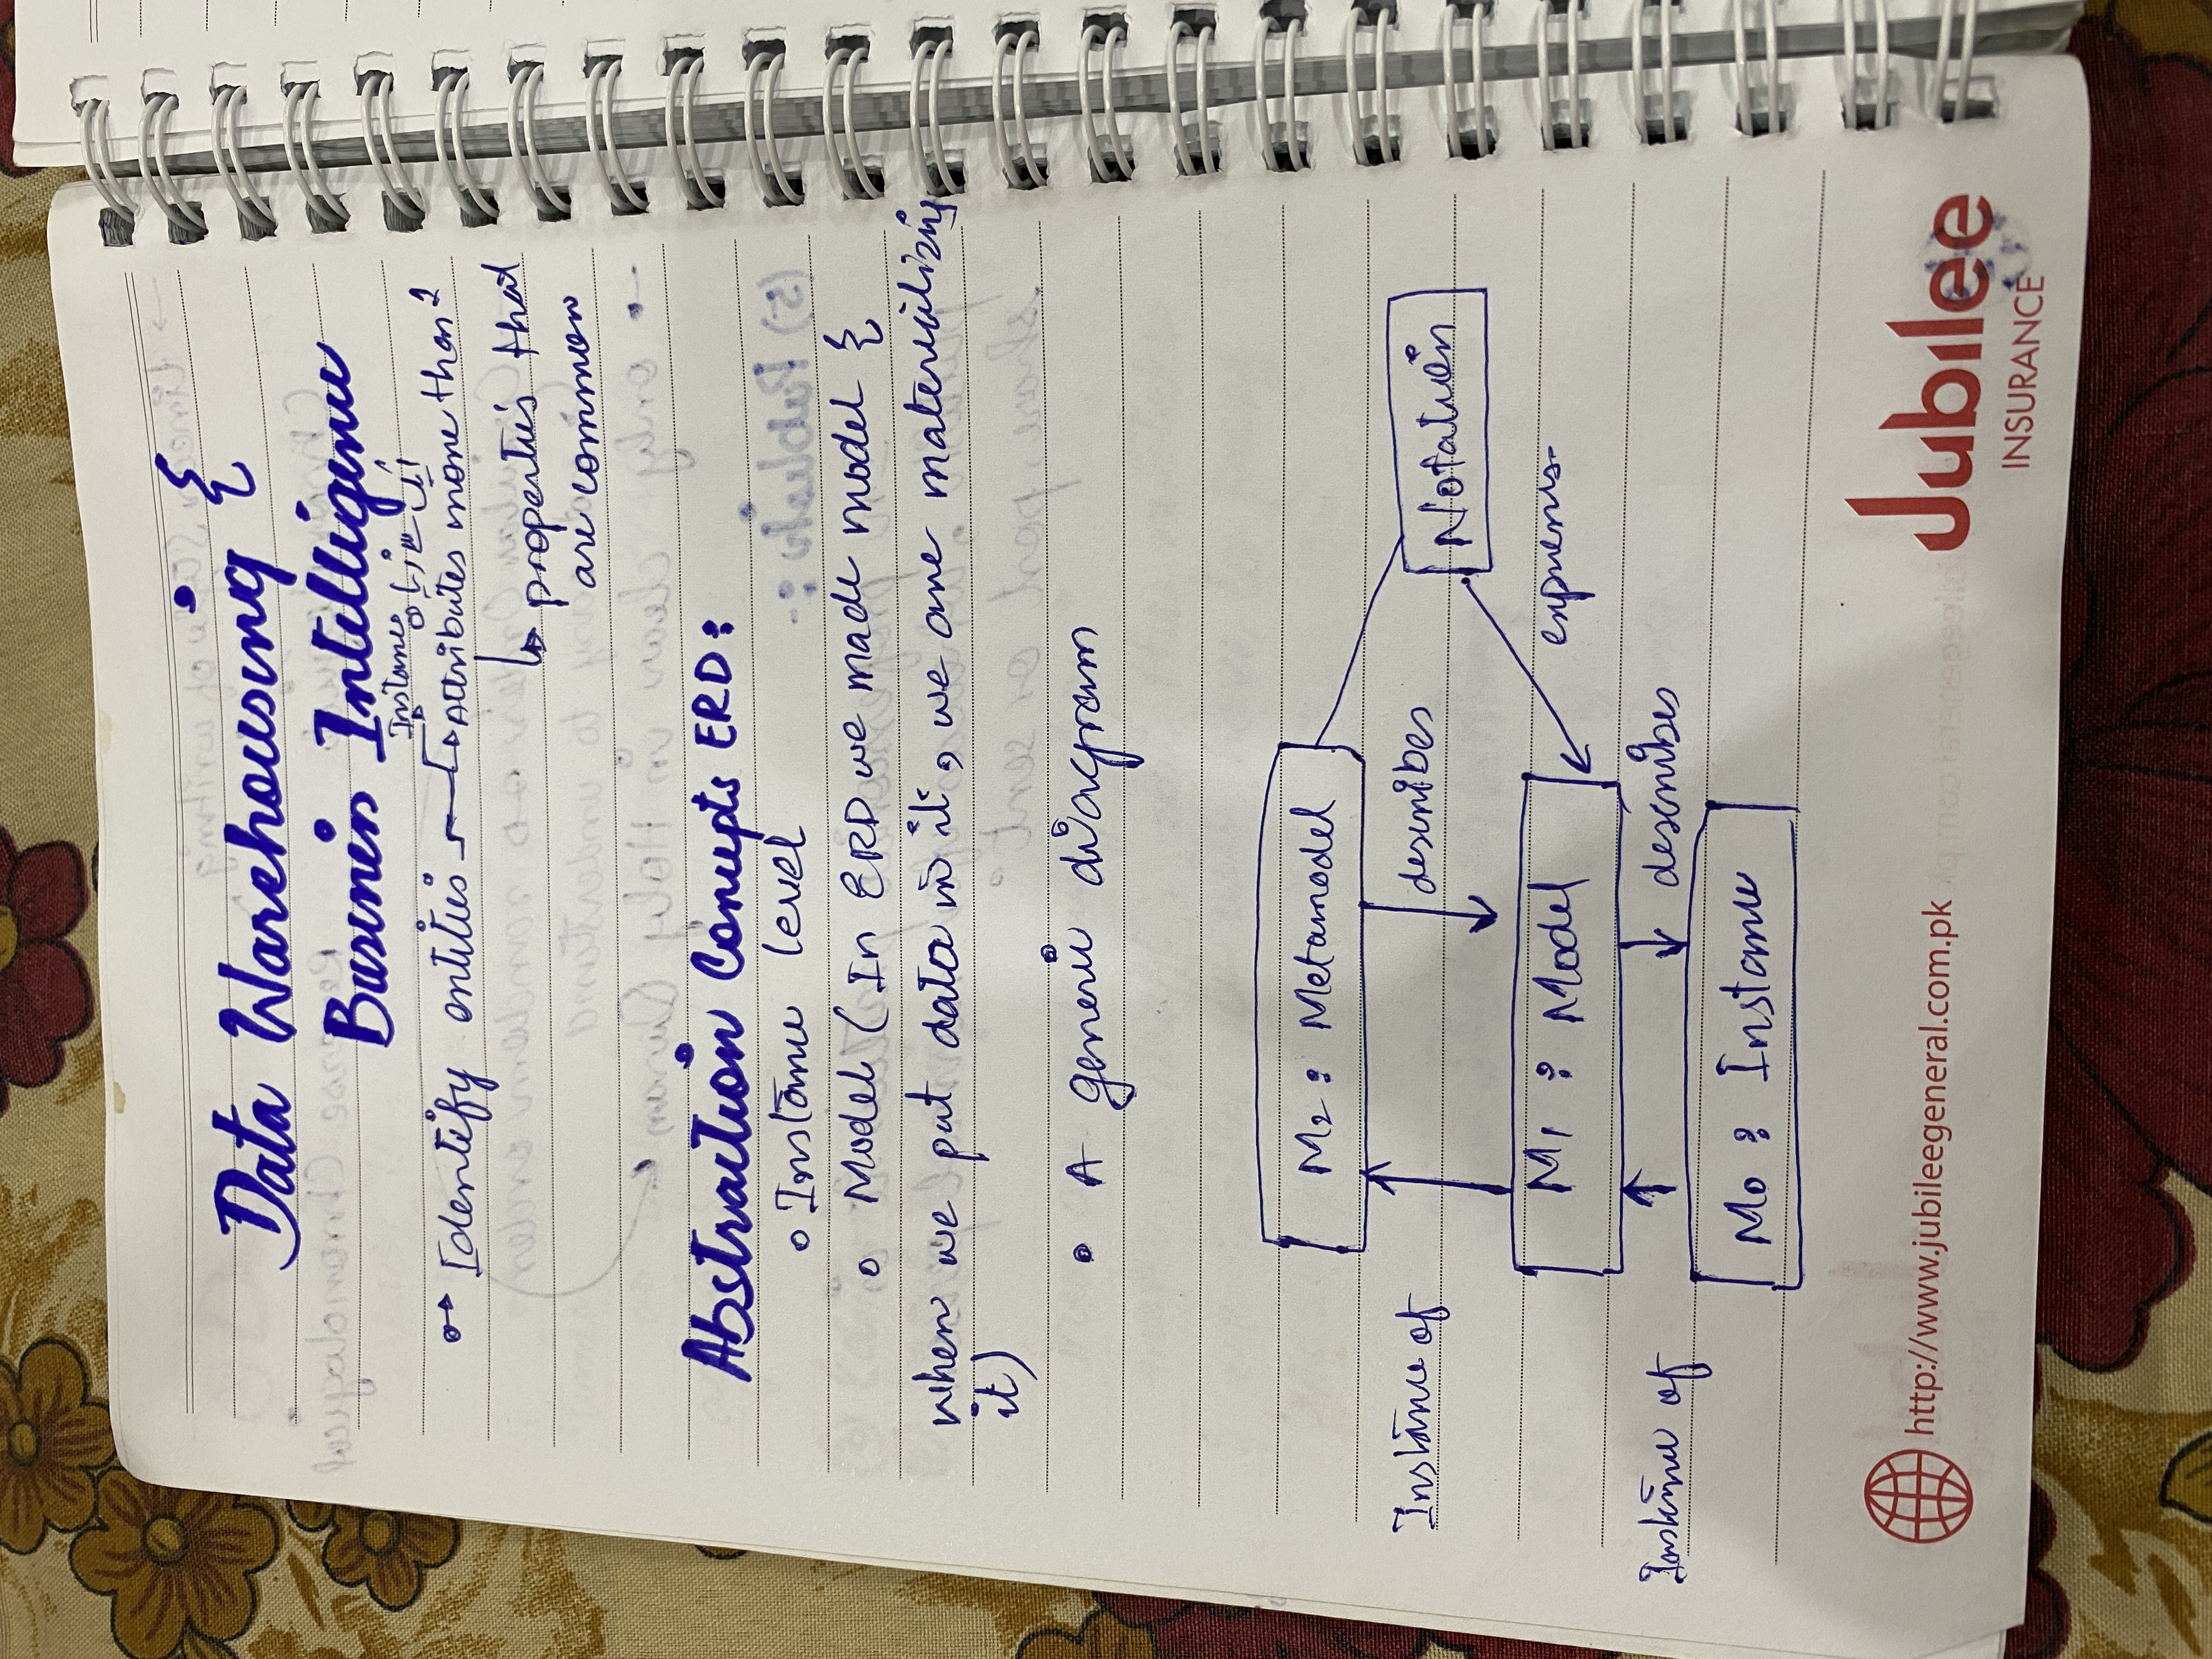 Data Warehousing &
Business Intelligence
Instance
Identify entities → Attributes more than 2
properties that
are common
Abstraction Concepts ERD:
∘ Instance level
∘ Model (In ERD we made model &
when we put data in it, we are materializing
it)
• A generic diagram
M2 : Metamodel
Instance of
describes
Notation
M1 : Model
express
Instance of
describes
M0 : Instance
http://www.jubileegeneral.com.pk
Jubilee
INSURANCE